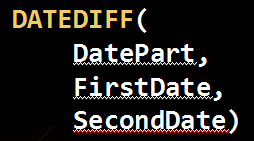 DATEDIFF(
DatePart,
FirstDate,
SecondDate)